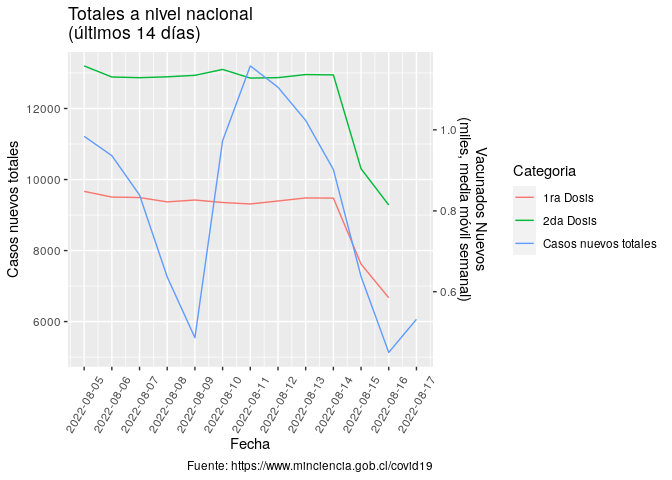 Totales a nivel nacional
(últimos 14 días)
Casos nuevos totales
12000
10000
8000
6000
1.0
0.8
0.6
Vacunados Nuevos
(miles, media móvil semanal)
2022-08-05
2022-08-06
2022-08-07
2022-08-08
2022-08-09
2022-08-10
2022-08-11
2022-08-12
2022-08-13
2022-08-14
2022-08-15
2022-08-16
2022-08-17
Fecha
Categoria
1ra Dosis
2da Dosis
Casos nuevos totales
Fuente: https://www.minciencia.gob.cl/covid19